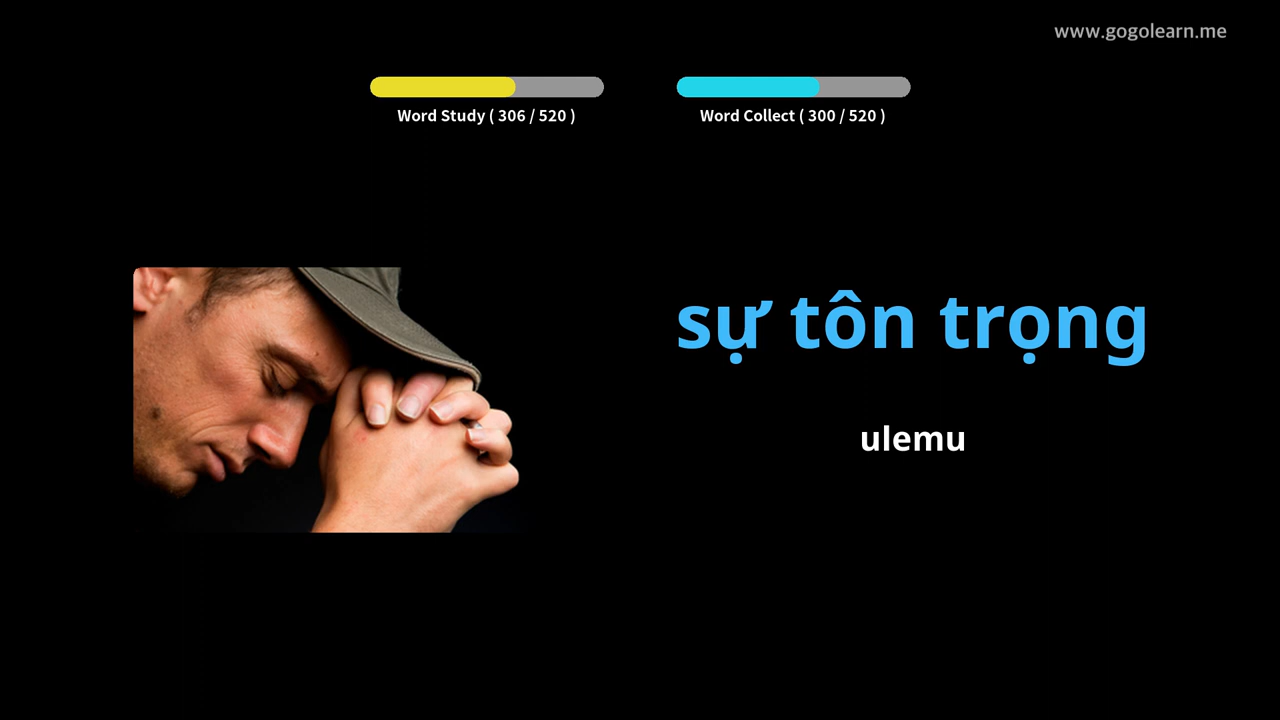 www.gogolearn.me
Word Study ( 306 / 520 )
Word Collect ( 300 / 520 )
sự tôn trọng
ulemu